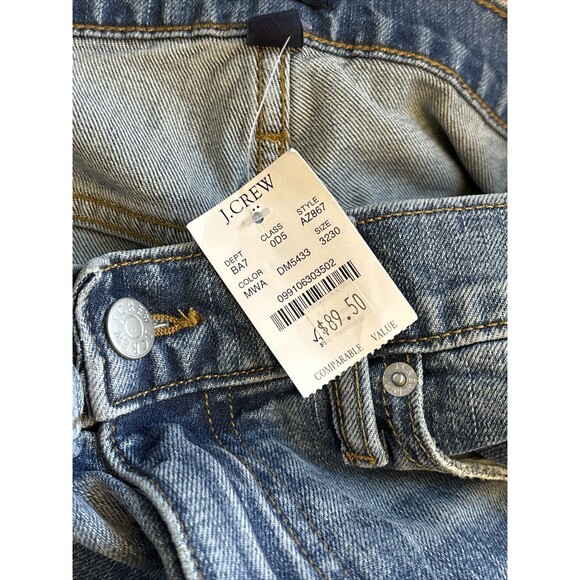 J.CREW
DEPT CLASS STYLE
BA7 0D5 AZ867
COLOR SIZE
MWA DM5433 3230
099106303502
$89.50
COMPARABLE VALUE